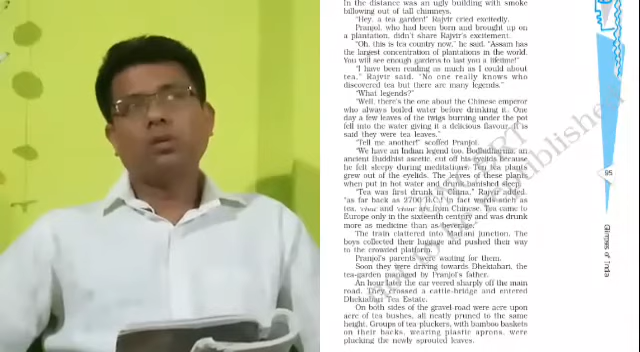 In the distance was an ugly building with smoke
billowing out of tall chimneys.
"Hey, a tea garden!" Rajvir cried excitedly.
Pranjol, who had been born and brought up on
a plantation, didn't share Rajvir's excitement.
"Oh, this is tea country now," he said. "Assam has
the largest concentration of plantations in the world.
You will see enough gardens to last you a lifetime!"
"I have been reading as much as I could about
tea," Rajvir said. "No one really knows who
discovered tea but there are many legends."
"What legends?"
"Well, there's the one about the Chinese emperor
who always boiled water before drinking it. One
day a few leaves of the twigs burning under the pot
fell into the water giving it a delicious flavour. It is
said they were tea leaves."
"Tell me another!" scoffed Pranjol.
"We have an Indian legend too. Bodhidharma, an
ancient Buddhist ascetic, cut off his eyelids because
he felt sleepy during meditations. Ten tea plants
grew out of the eyelids. The leaves of these plants
when put in hot water and drunk banished sleep.
"Tea was first drunk in China," Rajvir added,
"as far back as 2700 B.C.! In fact words such as
tea, 'chai' and 'chini' are from Chinese. Tea came to
Europe only in the sixteenth century and was drunk
more as medicine than as beverage."
The train clattered into Mariani junction. The
boys collected their luggage and pushed their way
to the crowded platform.
Pranjol's parents were waiting for them.
Soon they were driving towards Dhekiabari, the
tea-garden managed by Pranjol's father.
An hour later the car veered sharply off the main
road. They crossed a cattle-bridge and entered
Dhekiabari Tea Estate.
On both sides of the gravel-road were acre upon
acre of tea bushes, all neatly pruned to the same
height. Groups of tea-pluckers, with bamboo baskets
on their backs, wearing plastic aprons, were
plucking the newly sprouted leaves.
95
Glimpses of India
© NCERT
not to be republished